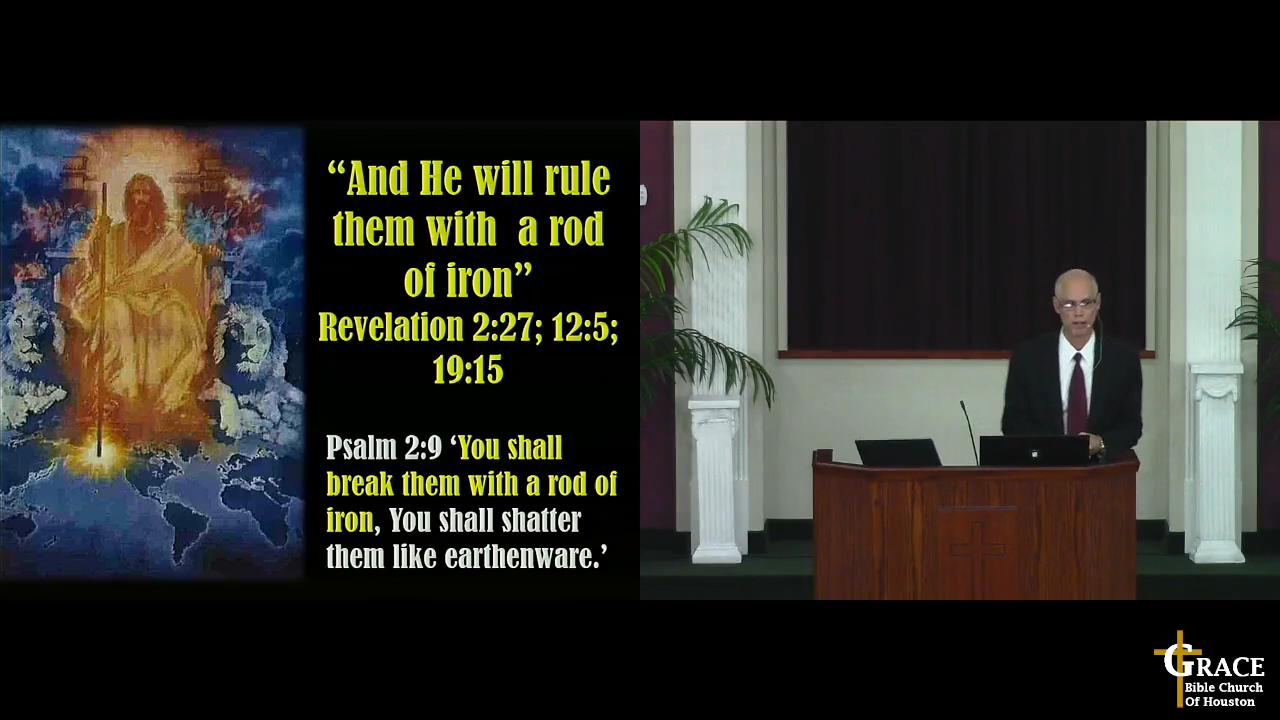 “And He will rule
them with  a rod
of iron”
Revelation 2:27; 12:5;
19:15
Psalm 2:9 ‘You shall
break them with a rod of
iron, You shall shatter
them like earthenware.’
GRACE
Bible Church
Of Houston